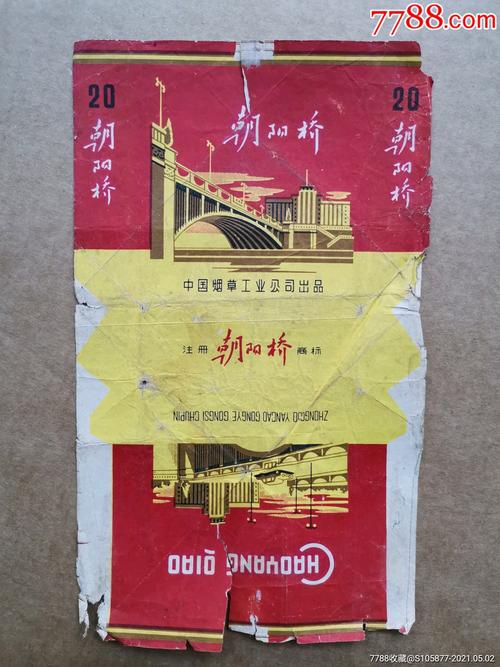 7788.com
20
朝阳桥
朝阳桥
20
朝阳桥
中国烟草工业公司出品
注册 朝阳桥 商标
ZHONGGUO YANCAO GONGYE GONGSI CHUPIN
CHAOYANG QIAO
7788收藏@S105877-2021.05.02